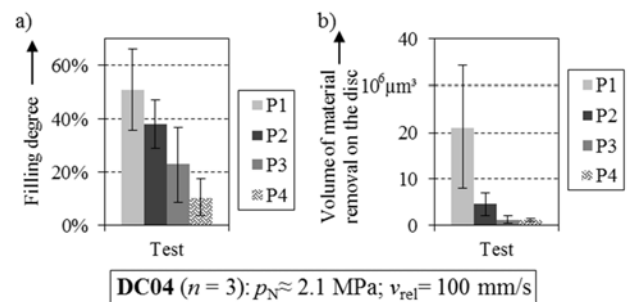 a)
Filling degree
60%
40%
20%
0%
Test
P1
P2
P3
P4
b)
Volume of material
removal on the disc
40
10⁶µm³
20
10
0
Test
P1
P2
P3
P4
DC04 (n = 3): pN≈ 2.1 MPa; vrel= 100 mm/s